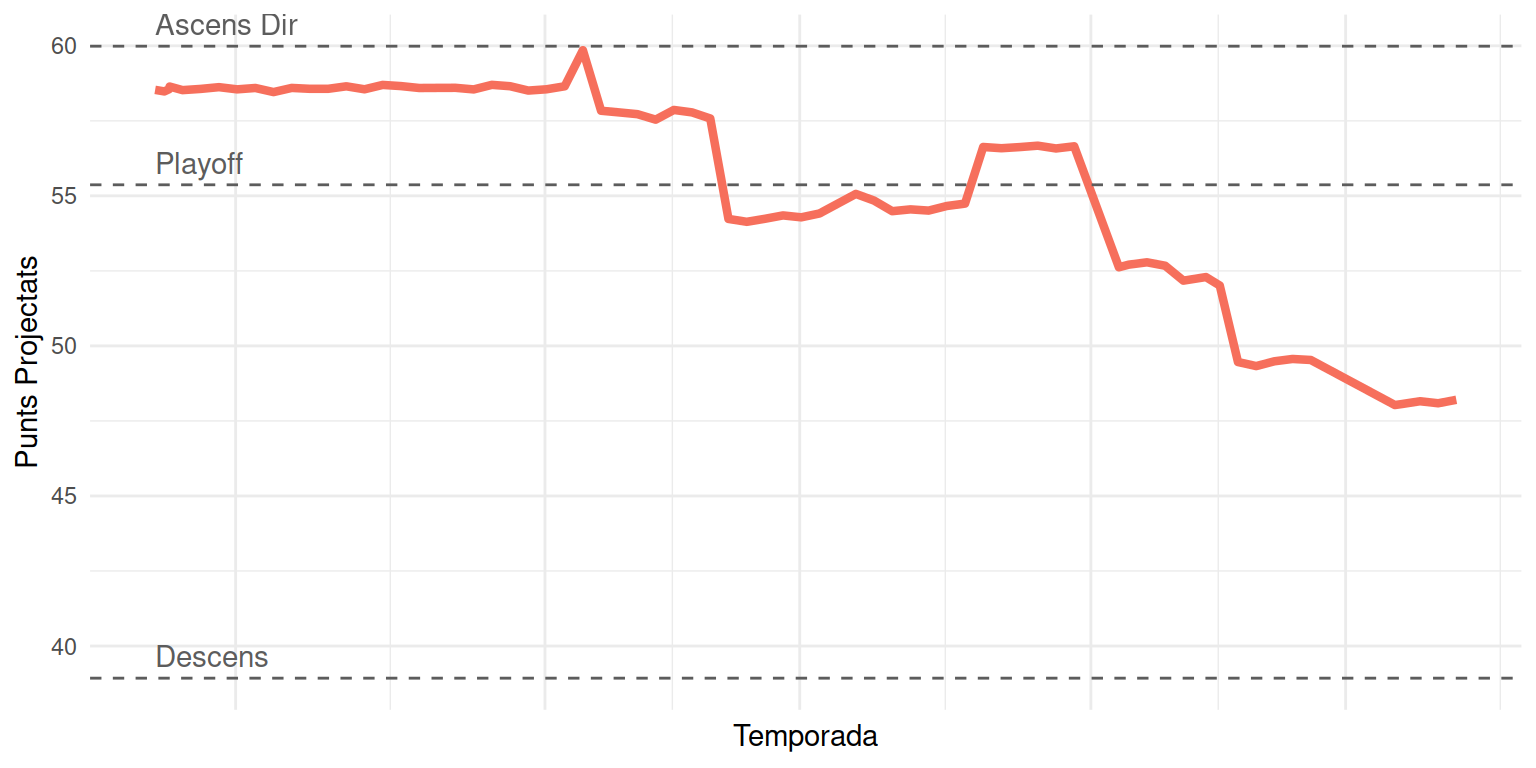 Ascens Dir
60
Playoff
55
50
45
40
Descens
Punts Projectats
Temporada